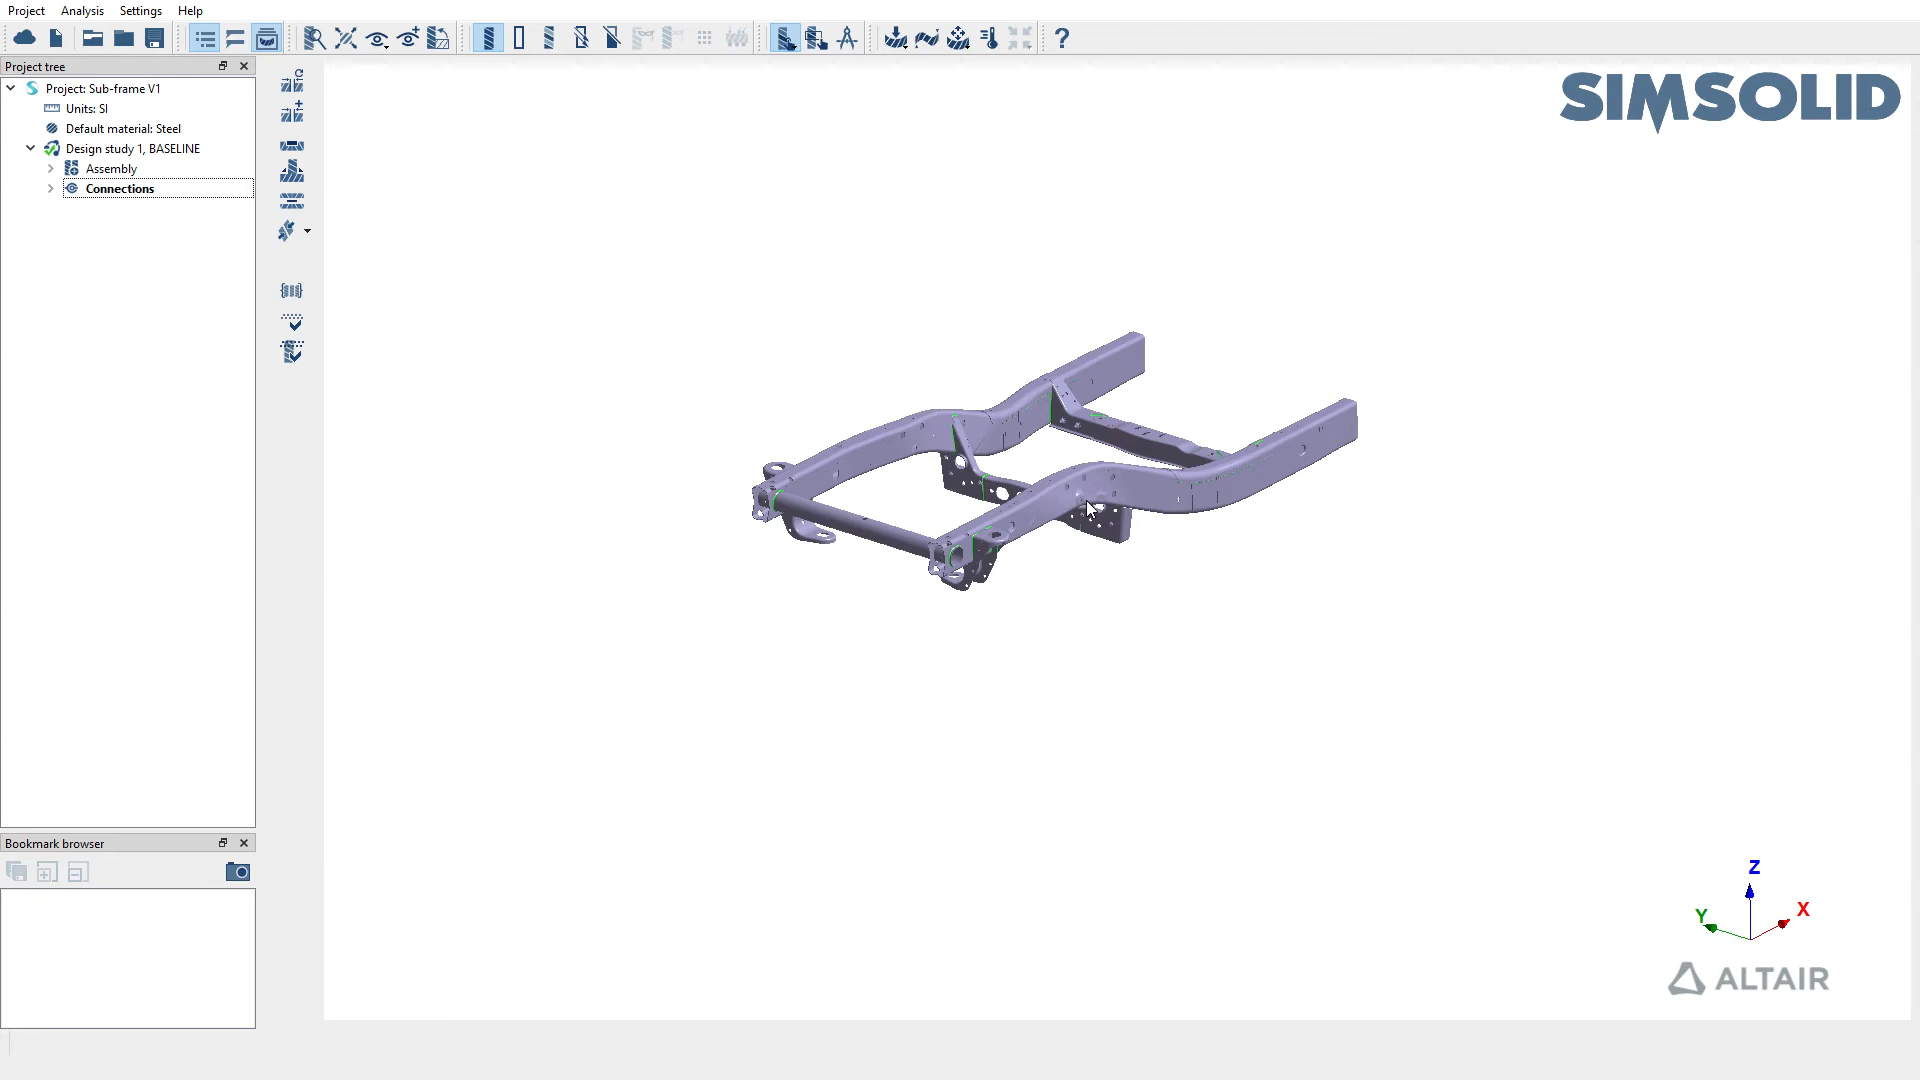 Project Analysis Settings Help
Project tree
Project: Sub-frame V1
Units: SI
Default material: Steel
Design study 1, BASELINE
Assembly
Connections
SIMSOLID
Bookmark browser
Z
Y X
ALTAIR